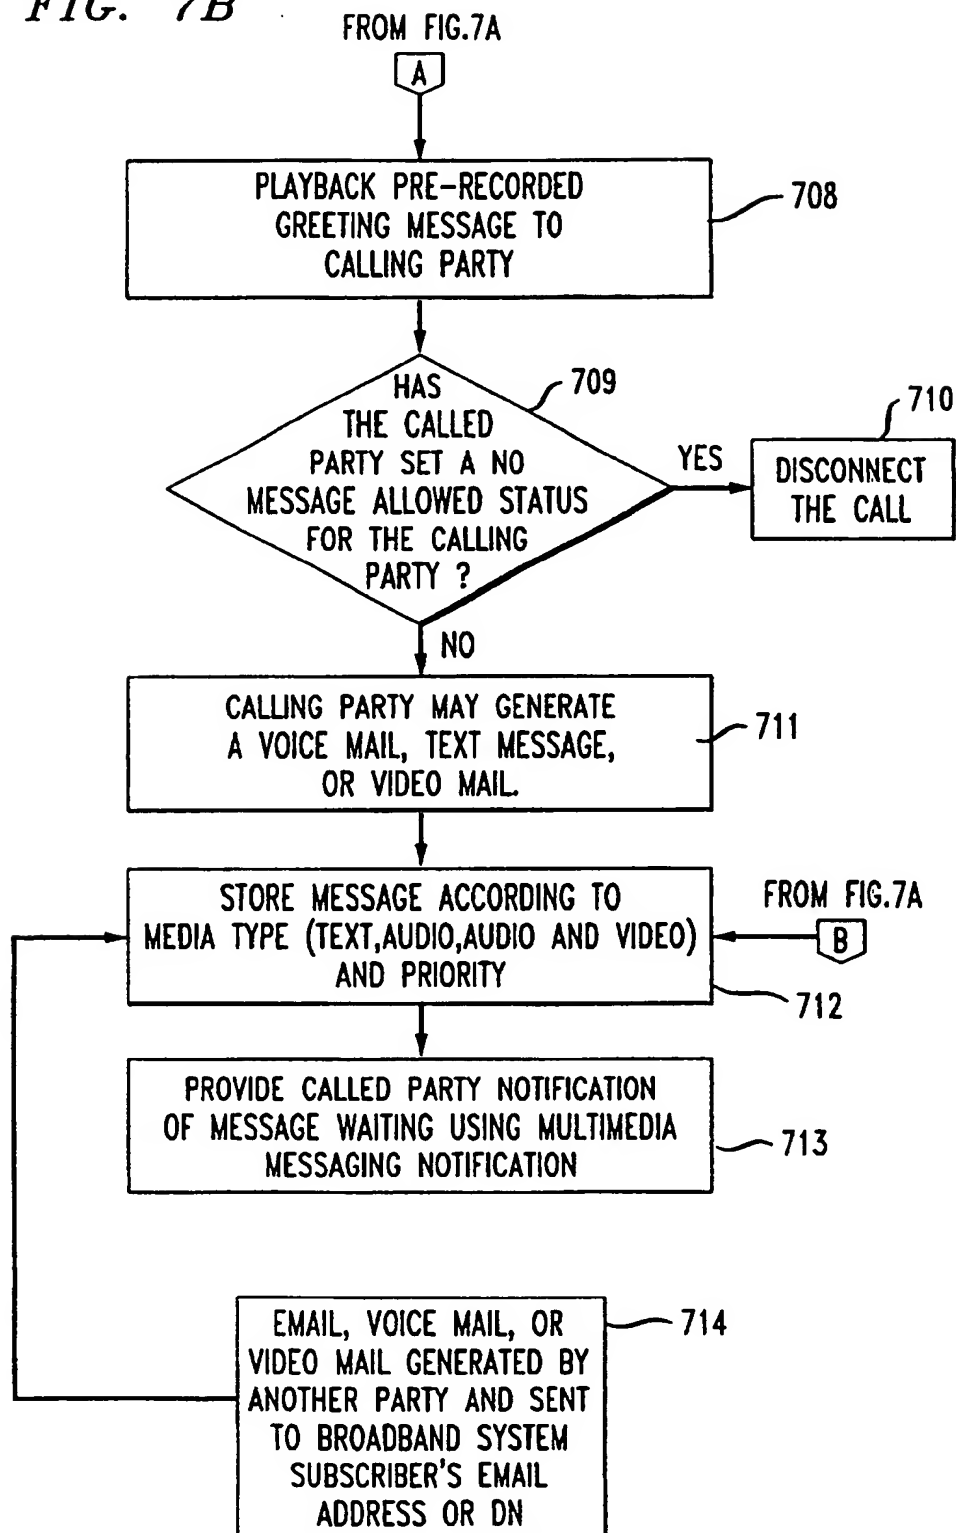 FIG. 7B
FROM FIG.7A
A
PLAYBACK PRE-RECORDED
GREETING MESSAGE TO
CALLING PARTY
708
HAS
THE CALLED
PARTY SET A NO
MESSAGE ALLOWED STATUS
FOR THE CALLING
PARTY ?
709
YES
710
DISCONNECT
THE CALL
NO
CALLING PARTY MAY GENERATE
A VOICE MAIL, TEXT MESSAGE,
OR VIDEO MAIL.
711
STORE MESSAGE ACCORDING TO
MEDIA TYPE (TEXT,AUDIO,AUDIO AND VIDEO)
AND PRIORITY
FROM FIG.7A
B
712
PROVIDE CALLED PARTY NOTIFICATION
OF MESSAGE WAITING USING MULTIMEDIA
MESSAGING NOTIFICATION
713
EMAIL, VOICE MAIL, OR
VIDEO MAIL GENERATED BY
ANOTHER PARTY AND SENT
TO BROADBAND SYSTEM
SUBSCRIBER'S EMAIL
ADDRESS OR DN
714